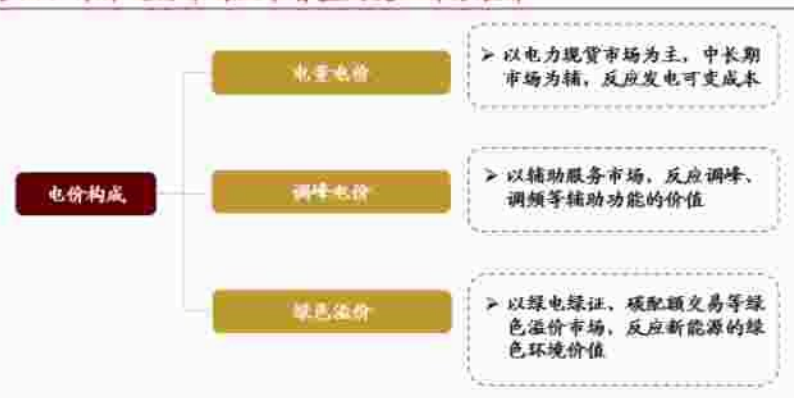 电量电价
➢ 以电力现货市场为主,中长期
市场为辅,反应发电可变成本
电价构成
调峰电价
➢ 以辅助服务市场,反应调峰、
调频等辅助功能的价值
绿色溢价
➢ 以绿电绿证、碳配额交易等绿
色溢价市场,反应新能源的绿
色环境价值